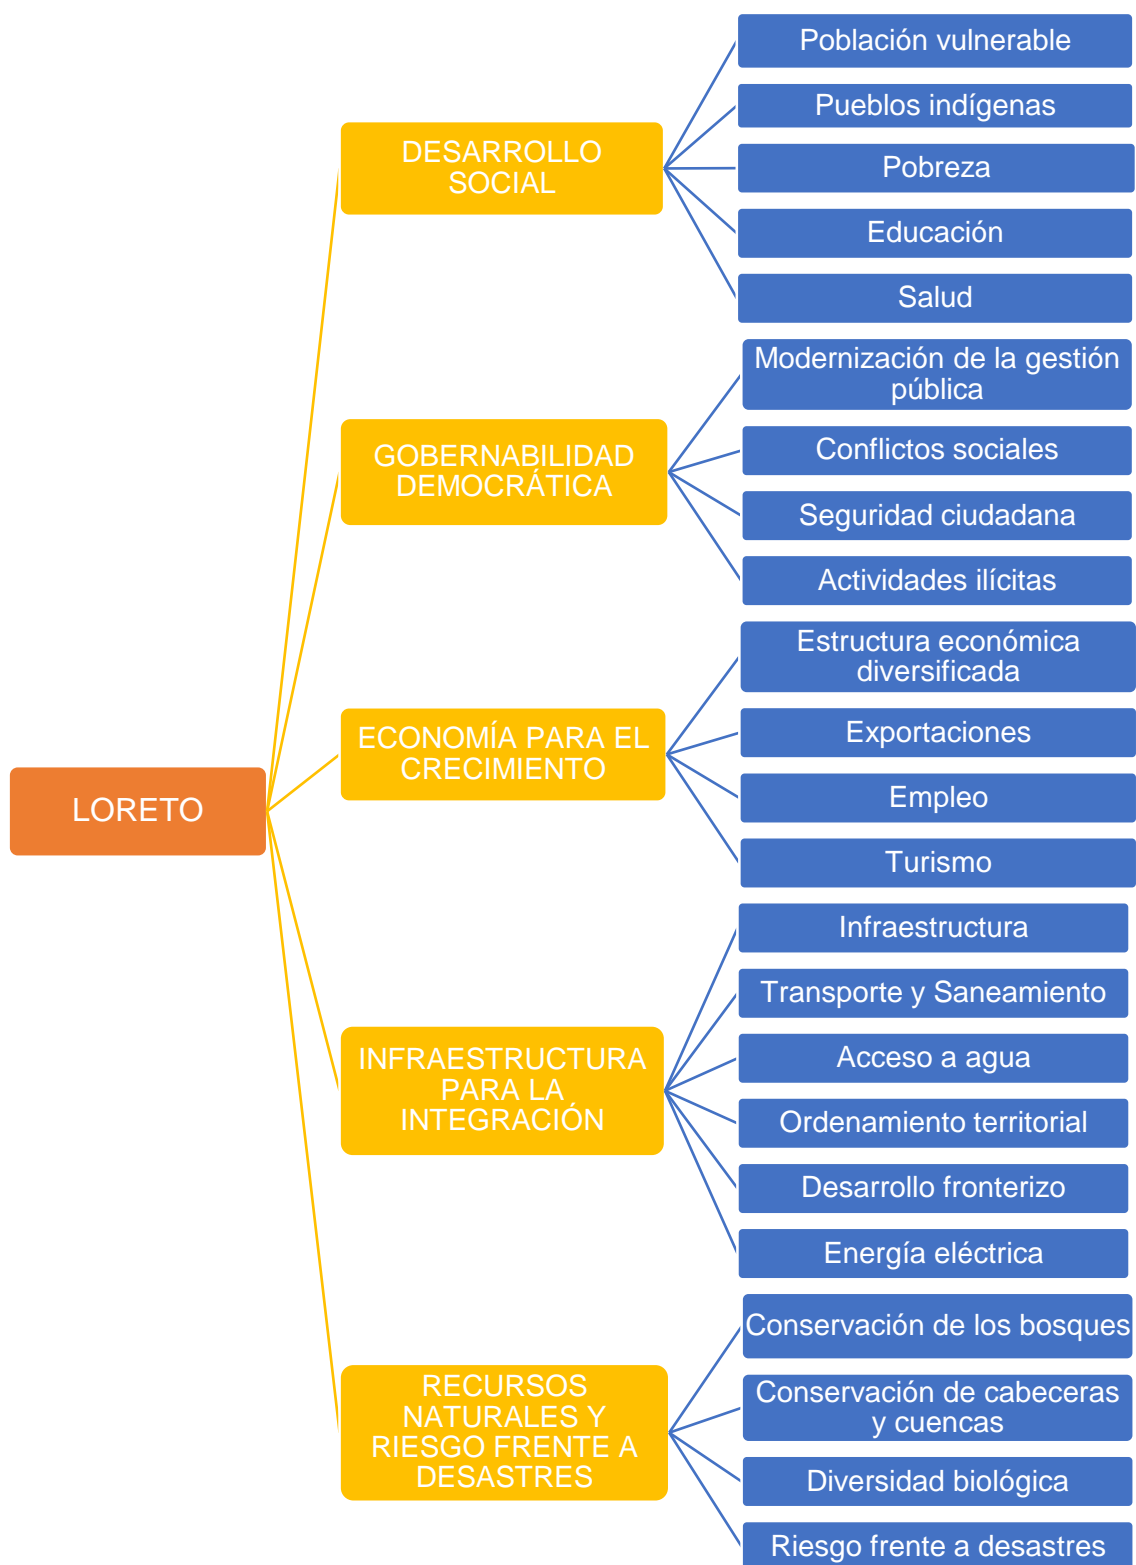 LORETO
DESARROLLO
SOCIAL
Población vulnerable
Pueblos indígenas
Pobreza
Educación
Salud
GOBERNABILIDAD
DEMOCRÁTICA
Modernización de la gestión
pública
Conflictos sociales
Seguridad ciudadana
Actividades ilícitas
ECONOMÍA PARA EL
CRECIMIENTO
Estructura económica
diversificada
Exportaciones
Empleo
Turismo
INFRAESTRUCTURA
PARA LA
INTEGRACIÓN
Infraestructura
Transporte y Saneamiento
Acceso a agua
Ordenamiento territorial
Desarrollo fronterizo
Energía eléctrica
RECURSOS
NATURALES Y
RIESGO FRENTE A
DESASTRES
Conservación de los bosques
Conservación de cabeceras
y cuencas
Diversidad biológica
Riesgo frente a desastres